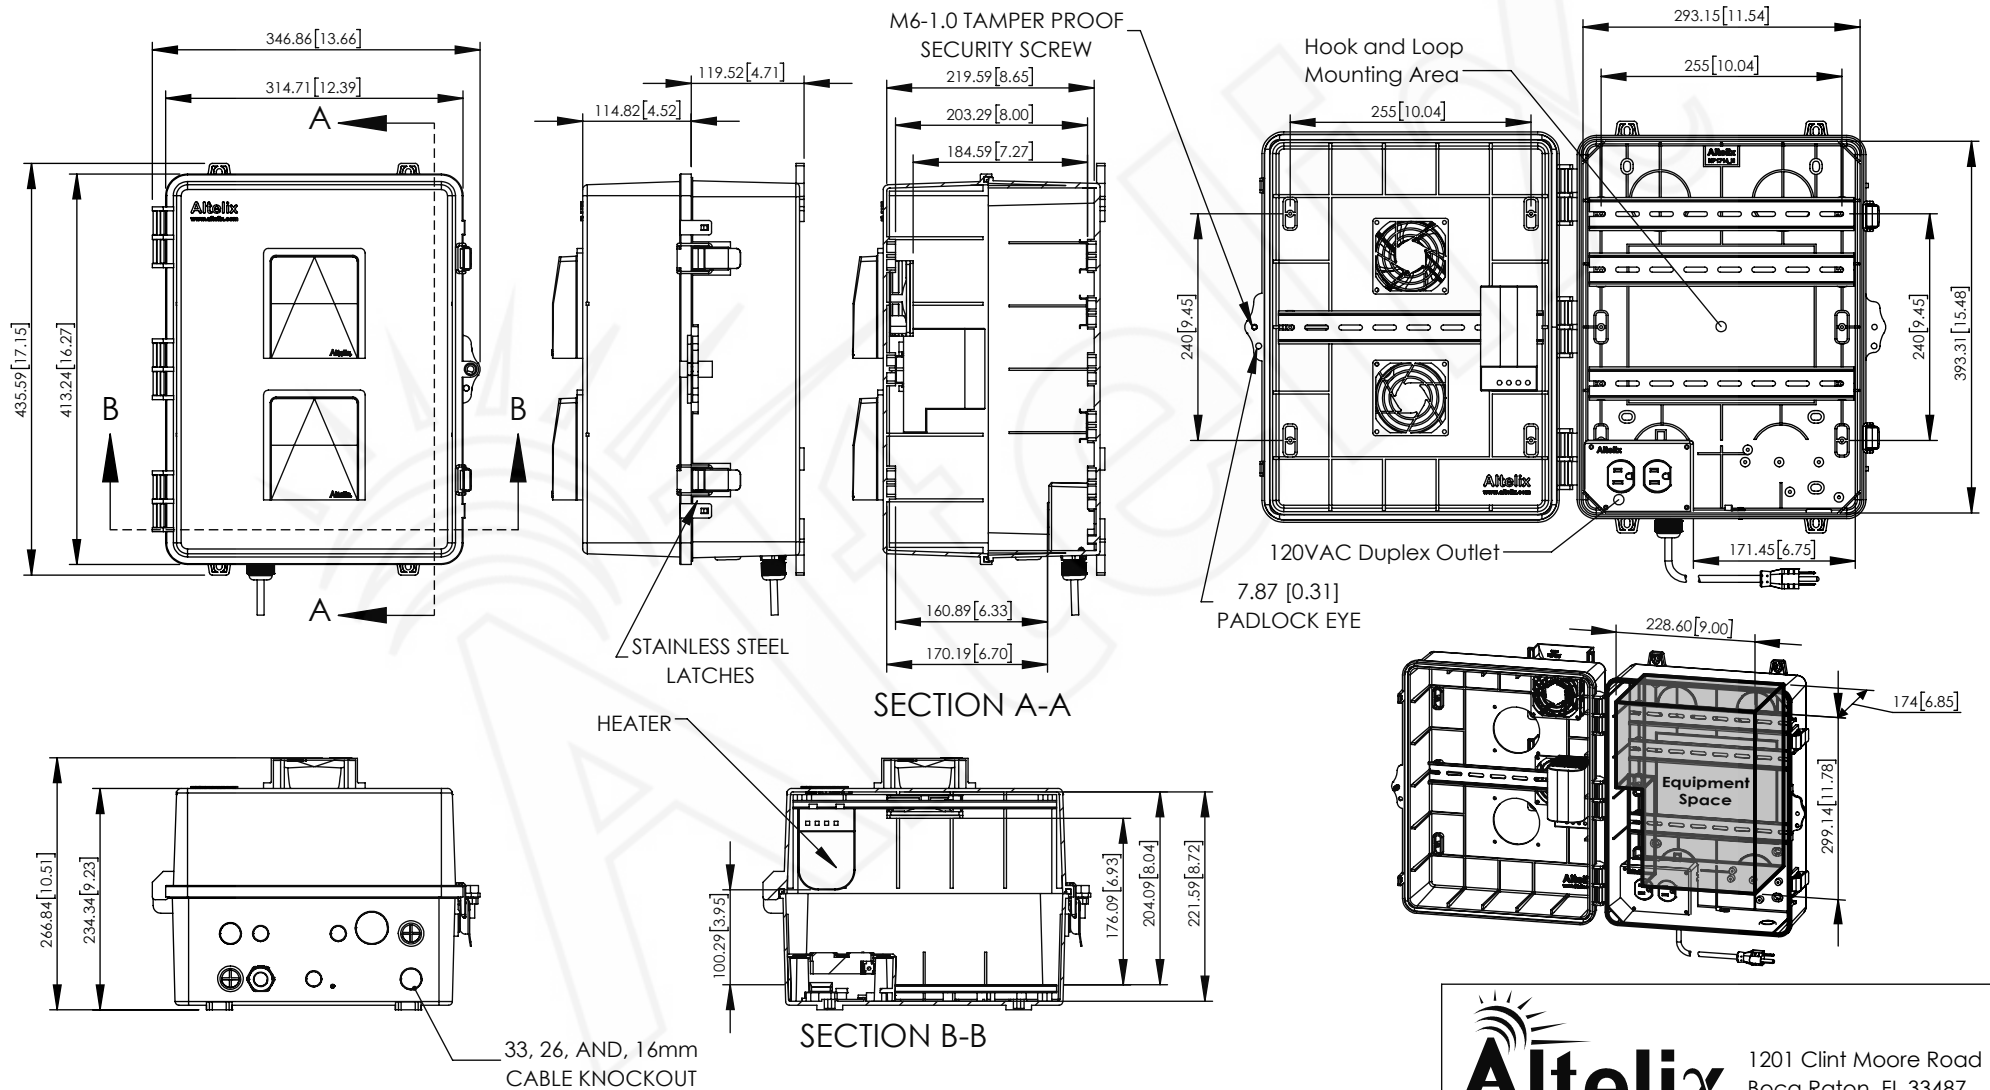 346.86[13.66]
314.71[12.39]
A
435.59[17.15]
413.24[16.27]
Altelix
www.altelix.com
Altelix
Altelix
B
B
A
119.52[4.71]
114.82[4.52]
STAINLESS STEEL
LATCHES
M6-1.0 TAMPER PROOF
SECURITY SCREW
219.59[8.65]
203.29[8.00]
184.59[7.27]
160.89[6.33]
170.19[6.70]
SECTION A-A
Hook and Loop
Mounting Area
293.15[11.54]
255[10.04]
255[10.04]
240[9.45]
240[9.45]
393.31[15.48]
Altelix
Altelix
Altelix
www.altelix.com
120VAC Duplex Outlet
171.45[6.75]
7.87 [0.31]
PADLOCK EYE
266.84[10.51]
234.34[9.23]
33, 26, AND, 16mm
CABLE KNOCKOUT
HEATER
100.29[3.95]
176.09[6.93]
204.09[8.04]
221.59[8.72]
SECTION B-B
228.60[9.00]
174[6.85]
299.14[11.78]
Equipment
Space
Altelix
Altelix
1201 Clint Moore Road
Boca Raton, FL 33487
Altelix